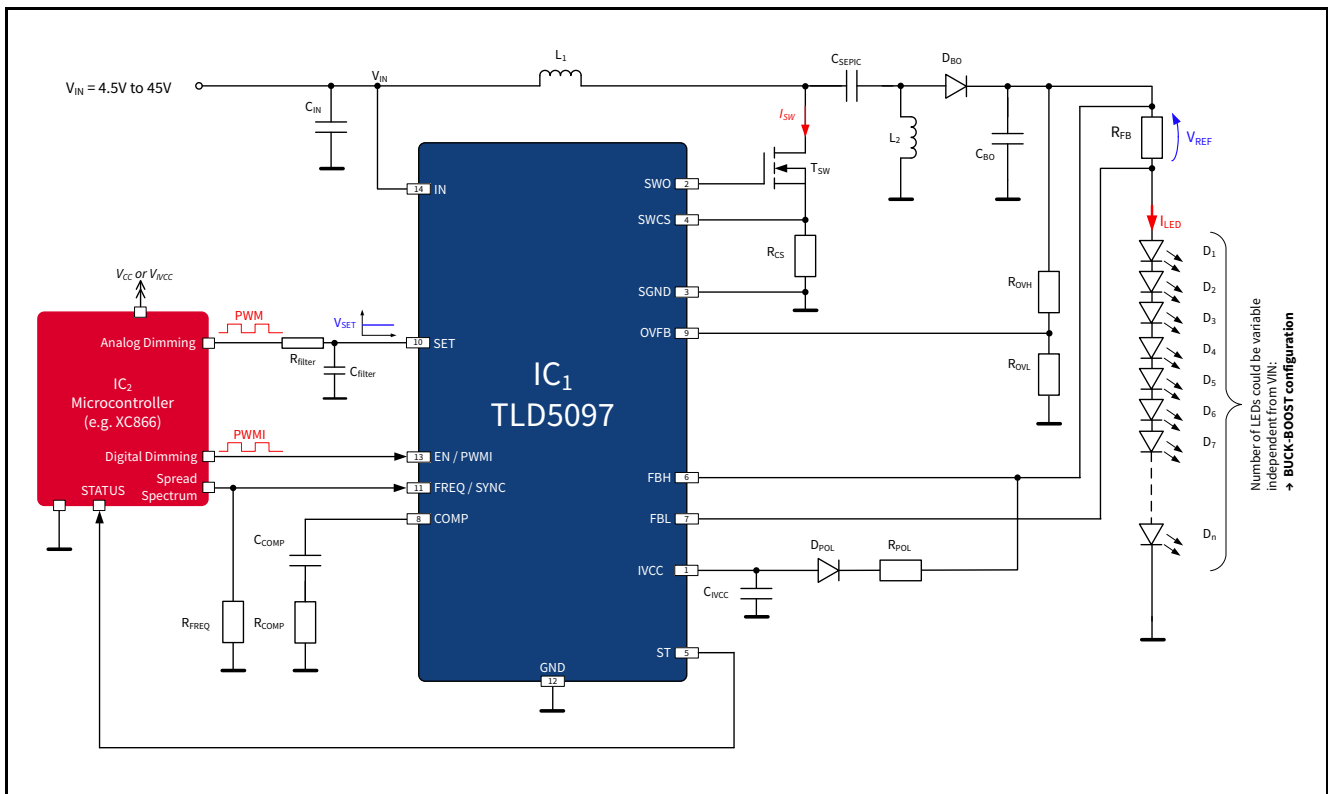 L1
CSEPIC
DBO
VIN = 4.5V to 45V
VIN
CIN
ISW
L2
CBO
RFB
VREF
TSW
14 IN
SWO 2
SWCS 4
RCS
SGND 3
OVFB 9
ROVH
ROVL
ILED
D1
D2
D3
D4
D5
D6
D7
Dn
Number of LEDs could be variable
independent from VIN:
→ BUCK-BOOST configuration
VCC or VIVCC
PWM
VSET
Analog Dimming
Rfilter
Cfilter
10 SET
IC1
TLD5097
IC2
Microcontroller
(e.g. XC866)
PWMI
Digital Dimming
13 EN / PWMI
Spread
Spectrum
11 FREQ / SYNC
STATUS
8 COMP
FBH 6
FBL 7
CCOMP
DPOL
RPOL
IVCC 1
CIVCC
RFREQ
RCOMP
ST 5
GND
12